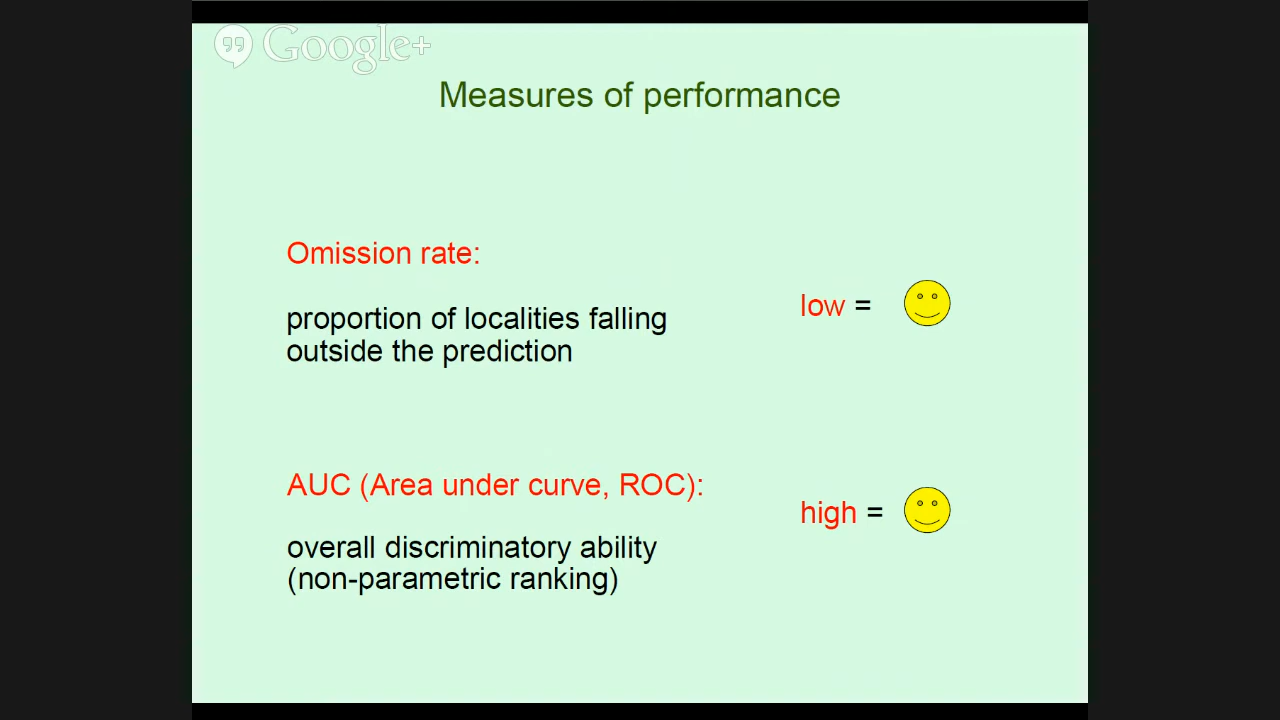 Google+
Measures of performance
Omission rate:
proportion of localities falling
outside the prediction
low =
AUC (Area under curve, ROC):
overall discriminatory ability
(non-parametric ranking)
high =